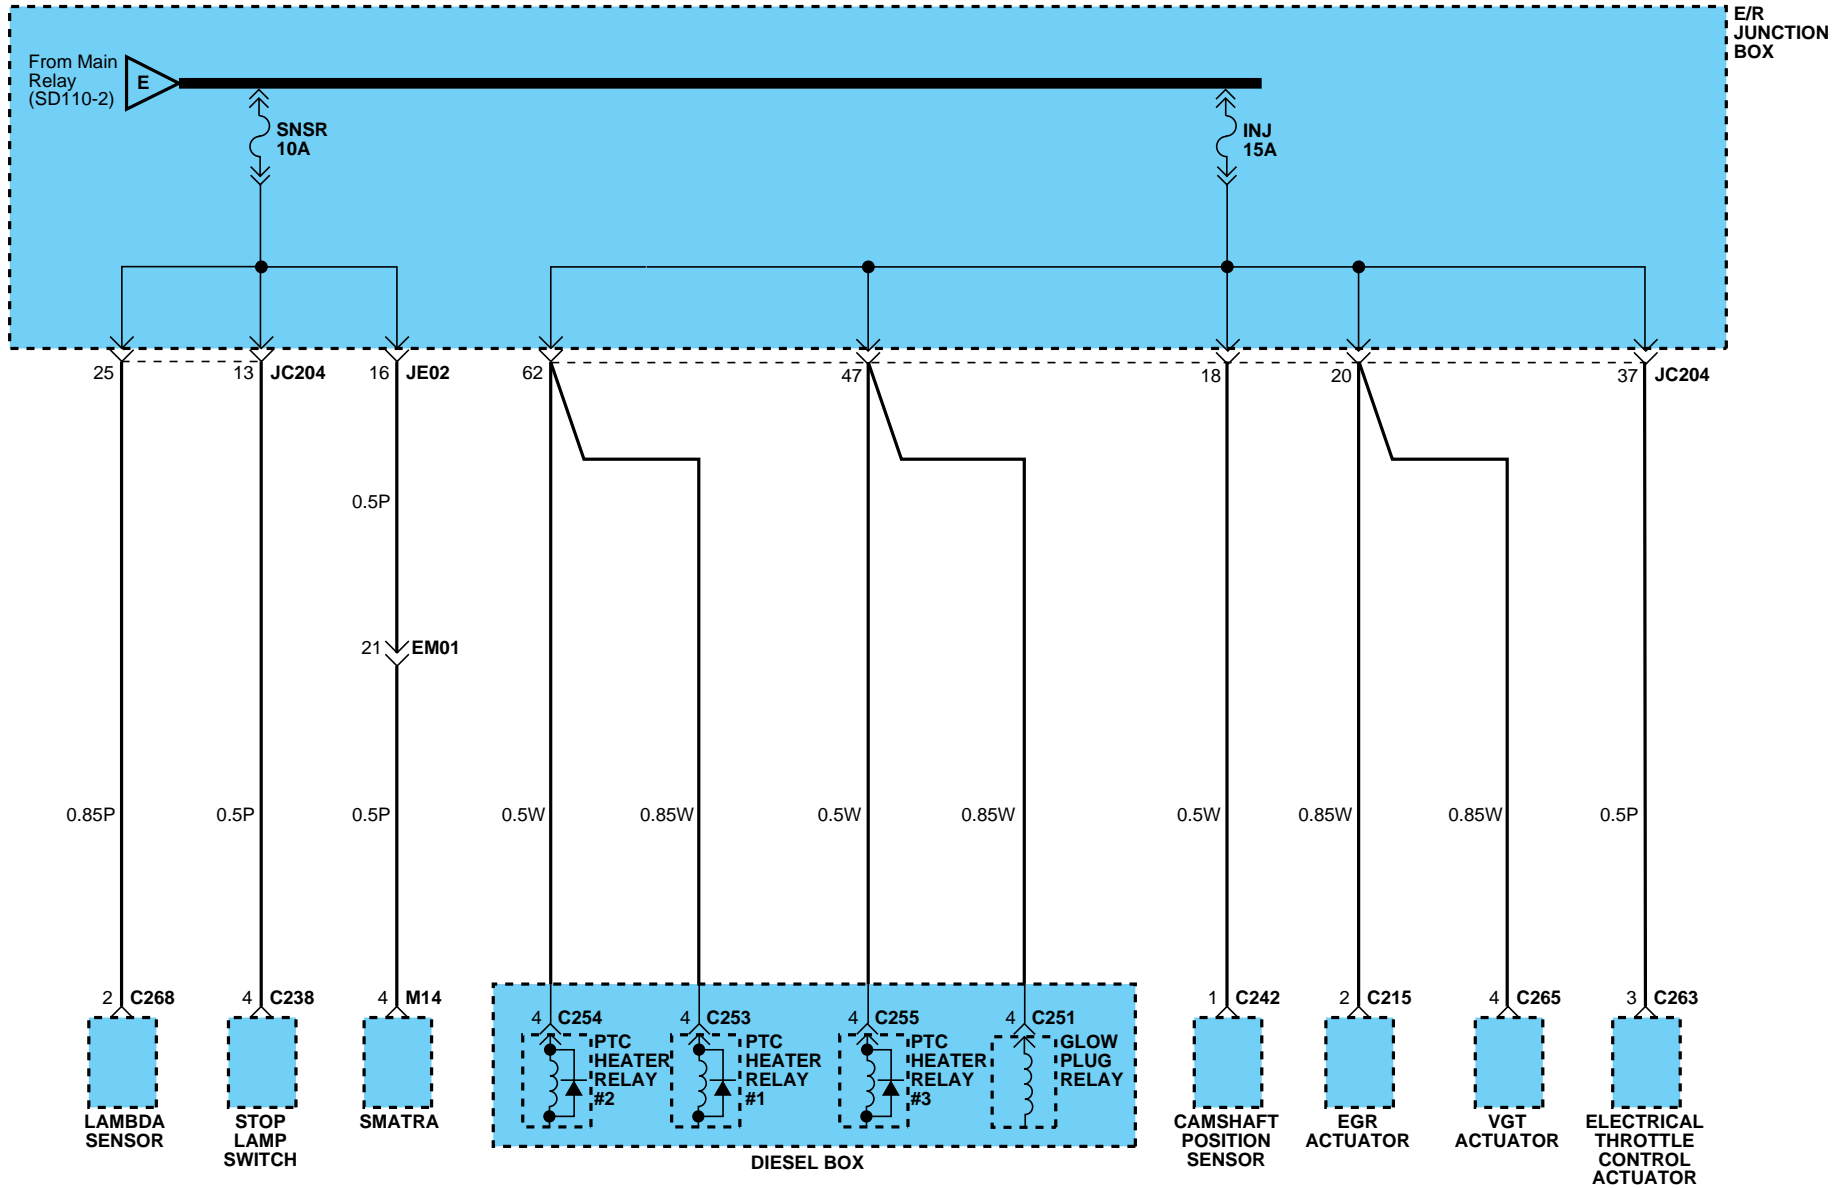 E/R
JUNCTION
BOX
From Main
Relay
(SD110-2)
E
SNSR
10A
INJ
15A
25
13 JC204
16 JE02
62
47
18
20
37 JC204
0.5P
21 EM01
0.85P
0.5P
0.5P
0.5W
0.85W
0.5W
0.85W
0.5W
0.85W
0.85W
0.5P
2 C268
4 C238
4 M14
4 C254
4 C253
4 C255
4 C251
1 C242
2 C215
4 C265
3 C263
PTC
HEATER
RELAY
#2
PTC
HEATER
RELAY
#1
PTC
HEATER
RELAY
#3
GLOW
PLUG
RELAY
LAMBDA
SENSOR
STOP
LAMP
SWITCH
SMATRA
DIESEL BOX
CAMSHAFT
POSITION
SENSOR
EGR
ACTUATOR
VGT
ACTUATOR
ELECTRICAL
THROTTLE
CONTROL
ACTUATOR